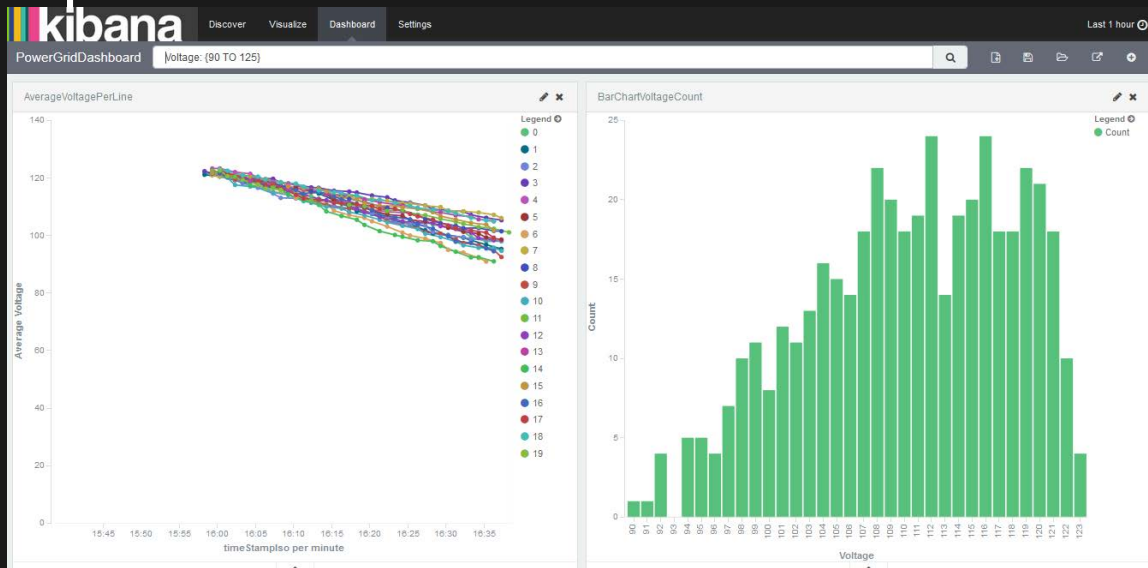 kibana
Discover Visualize Dashboard Settings Last 1 hour
PowerGridDashboard Voltage: {90 TO 125}
AverageVoltagePerLine
140
120
100
80
60
40
20
0
Average Voltage
15:45 15:50 15:55 16:00 16:05 16:10 16:15 16:20 16:25 16:30 16:35
timeStampIso per minute
Legend
0
1
2
3
4
5
6
7
8
9
10
11
12
13
14
15
16
17
18
19
BarChartVoltageCount
25
20
15
10
5
0
Count
90 91 92 93 94 95 96 97 98 99 100 101 102 103 104 105 106 107 108 109 110 111 112 113 114 115 116 117 118 119 120 121 122 123
Voltage
Legend
Count